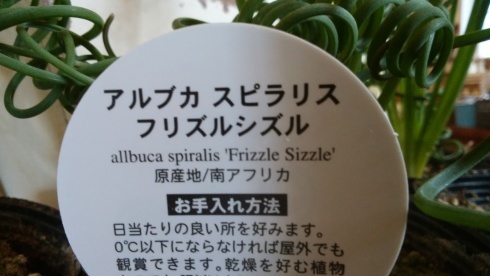 アルブカ スピラリス
フリズルシズル
allbuca spiralis 'Frizzle Sizzle'
原産地/南アフリカ
お手入れ方法
日当たりの良い所を好みます。
0℃以下にならなければ屋外でも
観賞できます。乾燥を好む植物